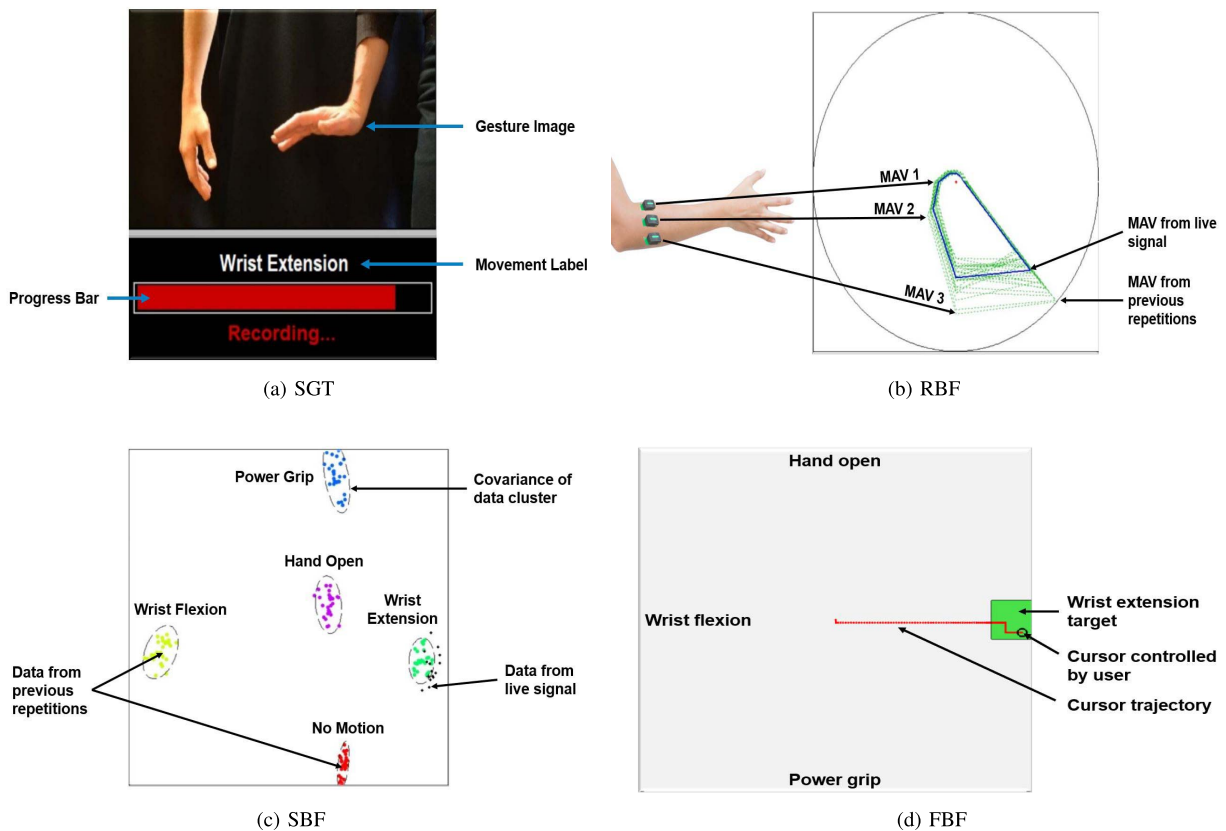 Gesture Image
Wrist Extension
Movement Label
Progress Bar
Recording...
(a) SGT
MAV 1
MAV 2
MAV 3
MAV from live
signal
MAV from
previous
repetitions
(b) RBF
Power Grip
Covariance of
data cluster
Hand Open
Wrist Flexion
Wrist
Extension
Data from
previous
repetitions
Data from
live signal
No Motion
(c) SBF
Hand open
Wrist flexion
Wrist extension
target
Cursor controlled
by user
Cursor trajectory
Power grip
(d) FBF